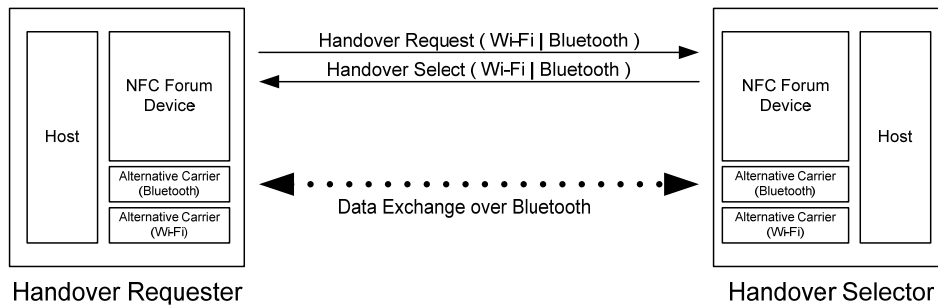 Host
NFC Forum
Device
Alternative Carrier
(Bluetooth)
Alternative Carrier
(Wi-Fi)
Handover Request ( Wi-Fi | Bluetooth )
Handover Select ( Wi-Fi | Bluetooth )
Data Exchange over Bluetooth
NFC Forum
Device
Alternative Carrier
(Bluetooth)
Alternative Carrier
(Wi-Fi)
Host
Handover Requester
Handover Selector